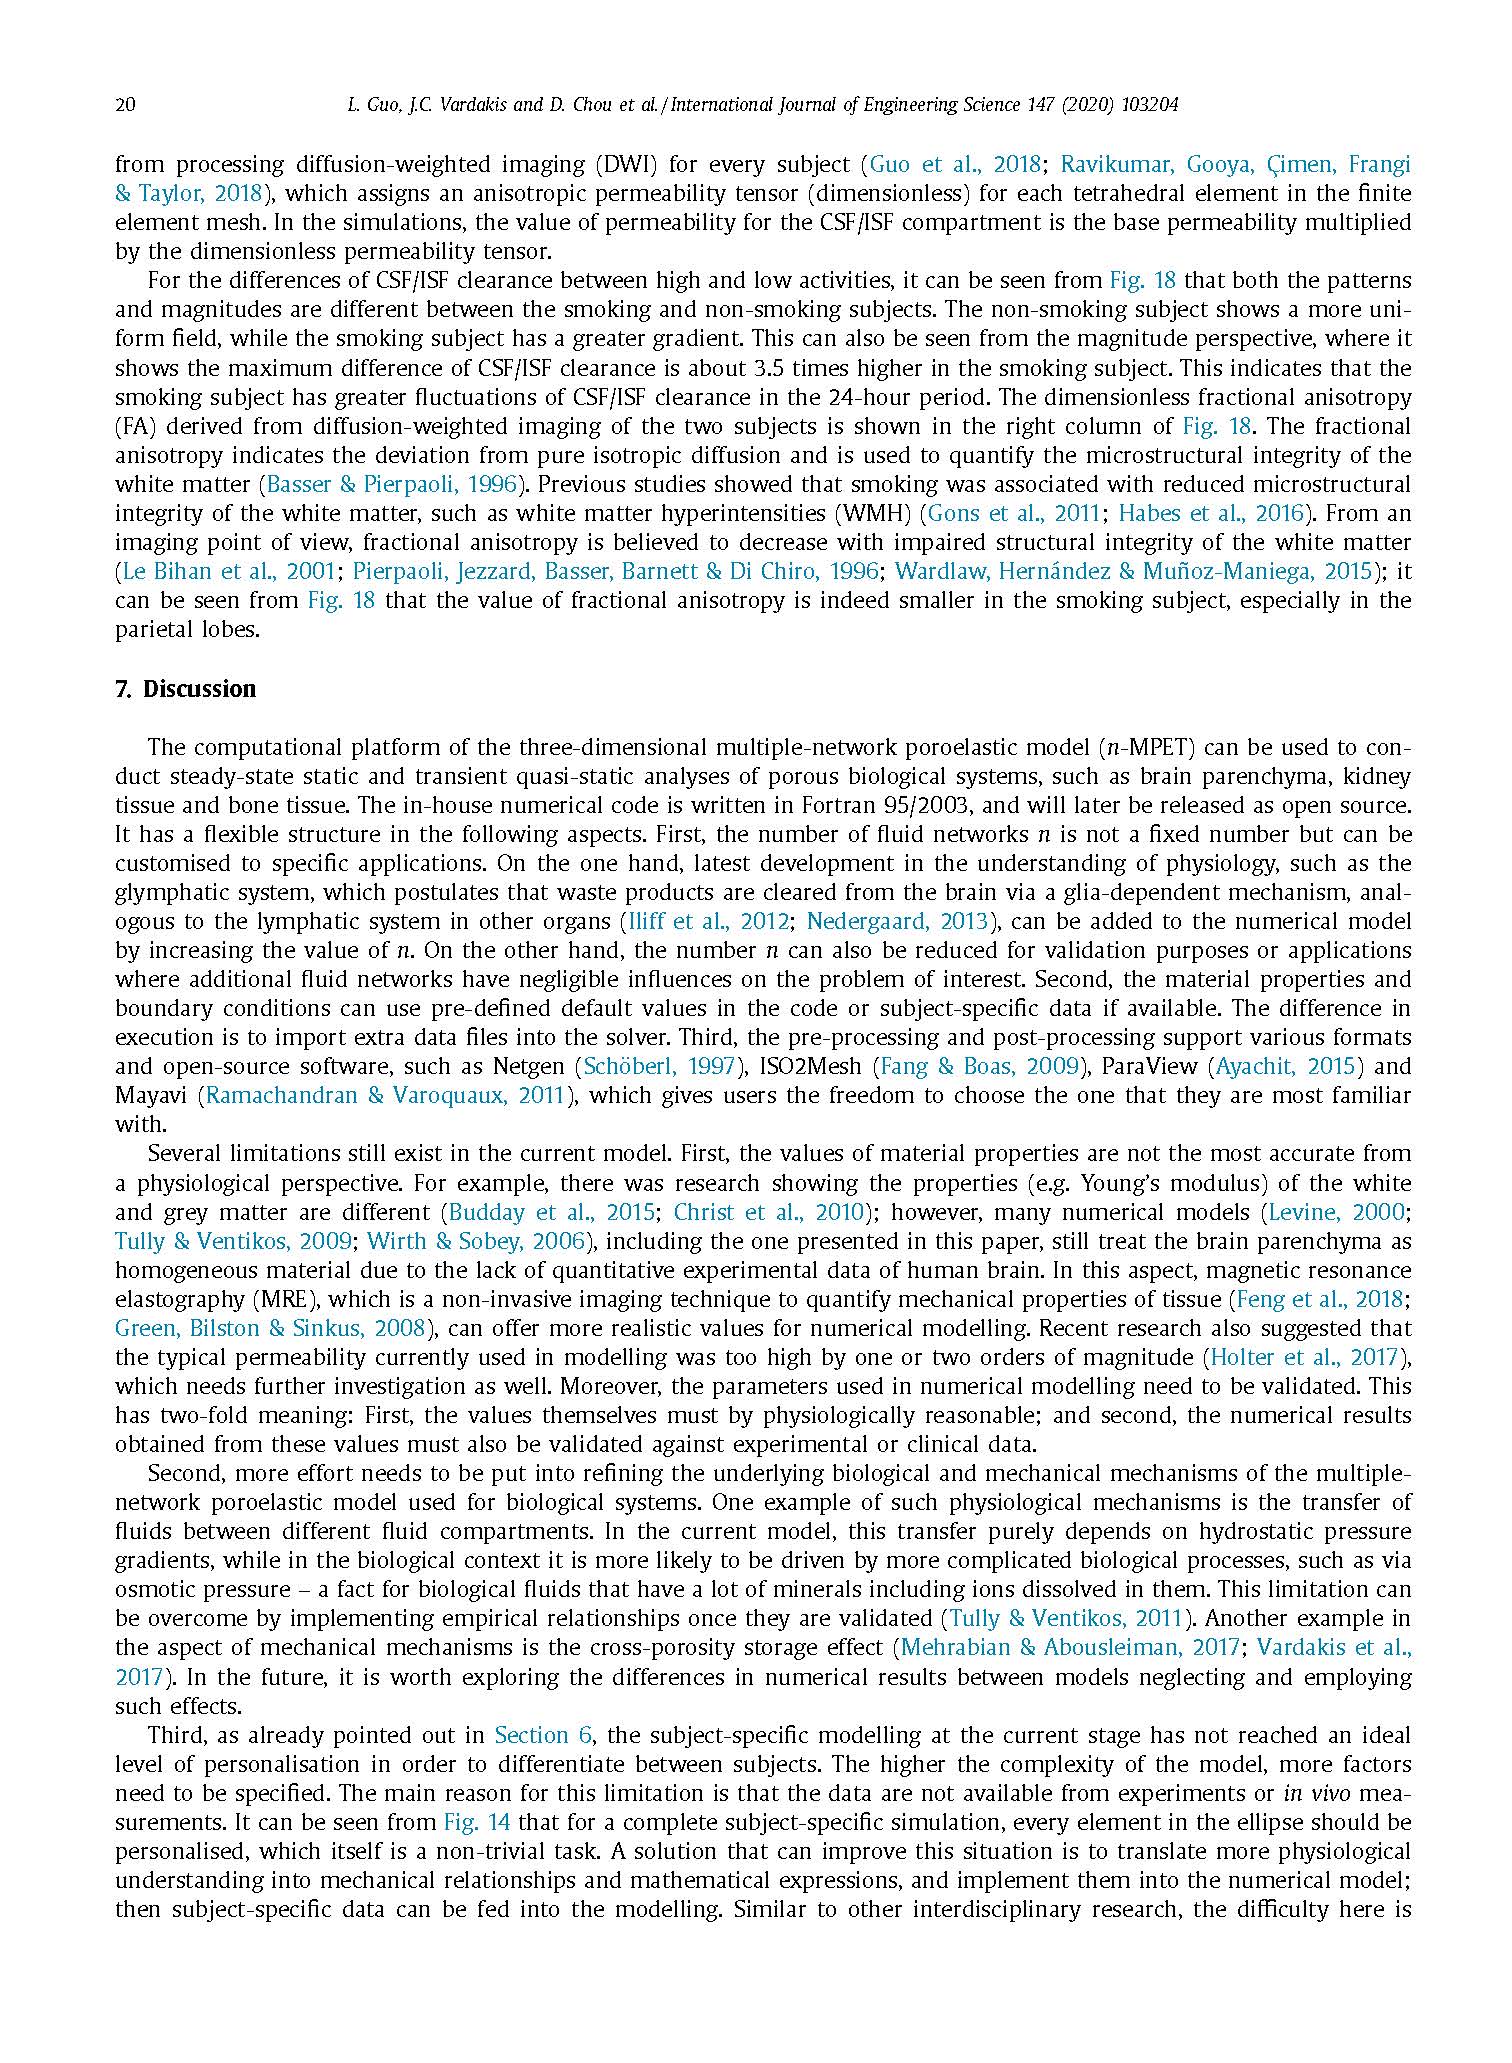 20
L. Guo, J.C. Vardakis and D. Chou et al. / International Journal of Engineering Science 147 (2020) 103204
from processing diffusion-weighted imaging (DWI) for every subject (Guo et al., 2018; Ravikumar, Gooya, Çimen, Frangi
& Taylor, 2018), which assigns an anisotropic permeability tensor (dimensionless) for each tetrahedral element in the finite
element mesh. In the simulations, the value of permeability for the CSF/ISF compartment is the base permeability multiplied
by the dimensionless permeability tensor.
For the differences of CSF/ISF clearance between high and low activities, it can be seen from Fig. 18 that both the patterns
and magnitudes are different between the smoking and non-smoking subjects. The non-smoking subject shows a more uni-
form field, while the smoking subject has a greater gradient. This can also be seen from the magnitude perspective, where it
shows the maximum difference of CSF/ISF clearance is about 3.5 times higher in the smoking subject. This indicates that the
smoking subject has greater fluctuations of CSF/ISF clearance in the 24-hour period. The dimensionless fractional anisotropy
(FA) derived from diffusion-weighted imaging of the two subjects is shown in the right column of Fig. 18. The fractional
anisotropy indicates the deviation from pure isotropic diffusion and is used to quantify the microstructural integrity of the
white matter (Basser & Pierpaoli, 1996). Previous studies showed that smoking was associated with reduced microstructural
integrity of the white matter, such as white matter hyperintensities (WMH) (Gons et al., 2011; Habes et al., 2016). From an
imaging point of view, fractional anisotropy is believed to decrease with impaired structural integrity of the white matter
(Le Bihan et al., 2001; Pierpaoli, Jezzard, Basser, Barnett & Di Chiro, 1996; Wardlaw, Hernández & Muñoz-Maniega, 2015); it
can be seen from Fig. 18 that the value of fractional anisotropy is indeed smaller in the smoking subject, especially in the
parietal lobes.
7. Discussion
The computational platform of the three-dimensional multiple-network poroelastic model (n-MPET) can be used to con-
duct steady-state static and transient quasi-static analyses of porous biological systems, such as brain parenchyma, kidney
tissue and bone tissue. The in-house numerical code is written in Fortran 95/2003, and will later be released as open source.
It has a flexible structure in the following aspects. First, the number of fluid networks n is not a fixed number but can be
customised to specific applications. On the one hand, latest development in the understanding of physiology, such as the
glymphatic system, which postulates that waste products are cleared from the brain via a glia-dependent mechanism, anal-
ogous to the lymphatic system in other organs (Iliff et al., 2012; Nedergaard, 2013), can be added to the numerical model
by increasing the value of n. On the other hand, the number n can also be reduced for validation purposes or applications
where additional fluid networks have negligible influences on the problem of interest. Second, the material properties and
boundary conditions can use pre-defined default values in the code or subject-specific data if available. The difference in
execution is to import extra data files into the solver. Third, the pre-processing and post-processing support various formats
and open-source software, such as Netgen (Schöberl, 1997), ISO2Mesh (Fang & Boas, 2009), ParaView (Ayachit, 2015) and
Mayavi (Ramachandran & Varoquaux, 2011), which gives users the freedom to choose the one that they are most familiar
with.
Several limitations still exist in the current model. First, the values of material properties are not the most accurate from
a physiological perspective. For example, there was research showing the properties (e.g. Young's modulus) of the white
and grey matter are different (Budday et al., 2015; Christ et al., 2010); however, many numerical models (Levine, 2000;
Tully & Ventikos, 2009; Wirth & Sobey, 2006), including the one presented in this paper, still treat the brain parenchyma as
homogeneous material due to the lack of quantitative experimental data of human brain. In this aspect, magnetic resonance
elastography (MRE), which is a non-invasive imaging technique to quantify mechanical properties of tissue (Feng et al., 2018;
Green, Bilston & Sinkus, 2008), can offer more realistic values for numerical modelling. Recent research also suggested that
the typical permeability currently used in modelling was too high by one or two orders of magnitude (Holter et al., 2017),
which needs further investigation as well. Moreover, the parameters used in numerical modelling need to be validated. This
has two-fold meaning: First, the values themselves must by physiologically reasonable; and second, the numerical results
obtained from these values must also be validated against experimental or clinical data.
Second, more effort needs to be put into refining the underlying biological and mechanical mechanisms of the multiple-
network poroelastic model used for biological systems. One example of such physiological mechanisms is the transfer of
fluids between different fluid compartments. In the current model, this transfer purely depends on hydrostatic pressure
gradients, while in the biological context it is more likely to be driven by more complicated biological processes, such as via
osmotic pressure – a fact for biological fluids that have a lot of minerals including ions dissolved in them. This limitation can
be overcome by implementing empirical relationships once they are validated (Tully & Ventikos, 2011). Another example in
the aspect of mechanical mechanisms is the cross-porosity storage effect (Mehrabian & Abousleiman, 2017; Vardakis et al.,
2017). In the future, it is worth exploring the differences in numerical results between models neglecting and employing
such effects.
Third, as already pointed out in Section 6, the subject-specific modelling at the current stage has not reached an ideal
level of personalisation in order to differentiate between subjects. The higher the complexity of the model, more factors
need to be specified. The main reason for this limitation is that the data are not available from experiments or in vivo mea-
surements. It can be seen from Fig. 14 that for a complete subject-specific simulation, every element in the ellipse should be
personalised, which itself is a non-trivial task. A solution that can improve this situation is to translate more physiological
understanding into mechanical relationships and mathematical expressions, and implement them into the numerical model;
then subject-specific data can be fed into the modelling. Similar to other interdisciplinary research, the difficulty here is